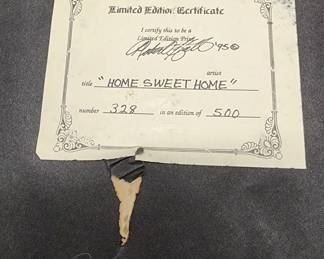 Limited Edition Certificate
I certify this to be a
Limited Edition Print
'95 ©
artist
title "HOME SWEET HOME"
number 328 in an edition of 500